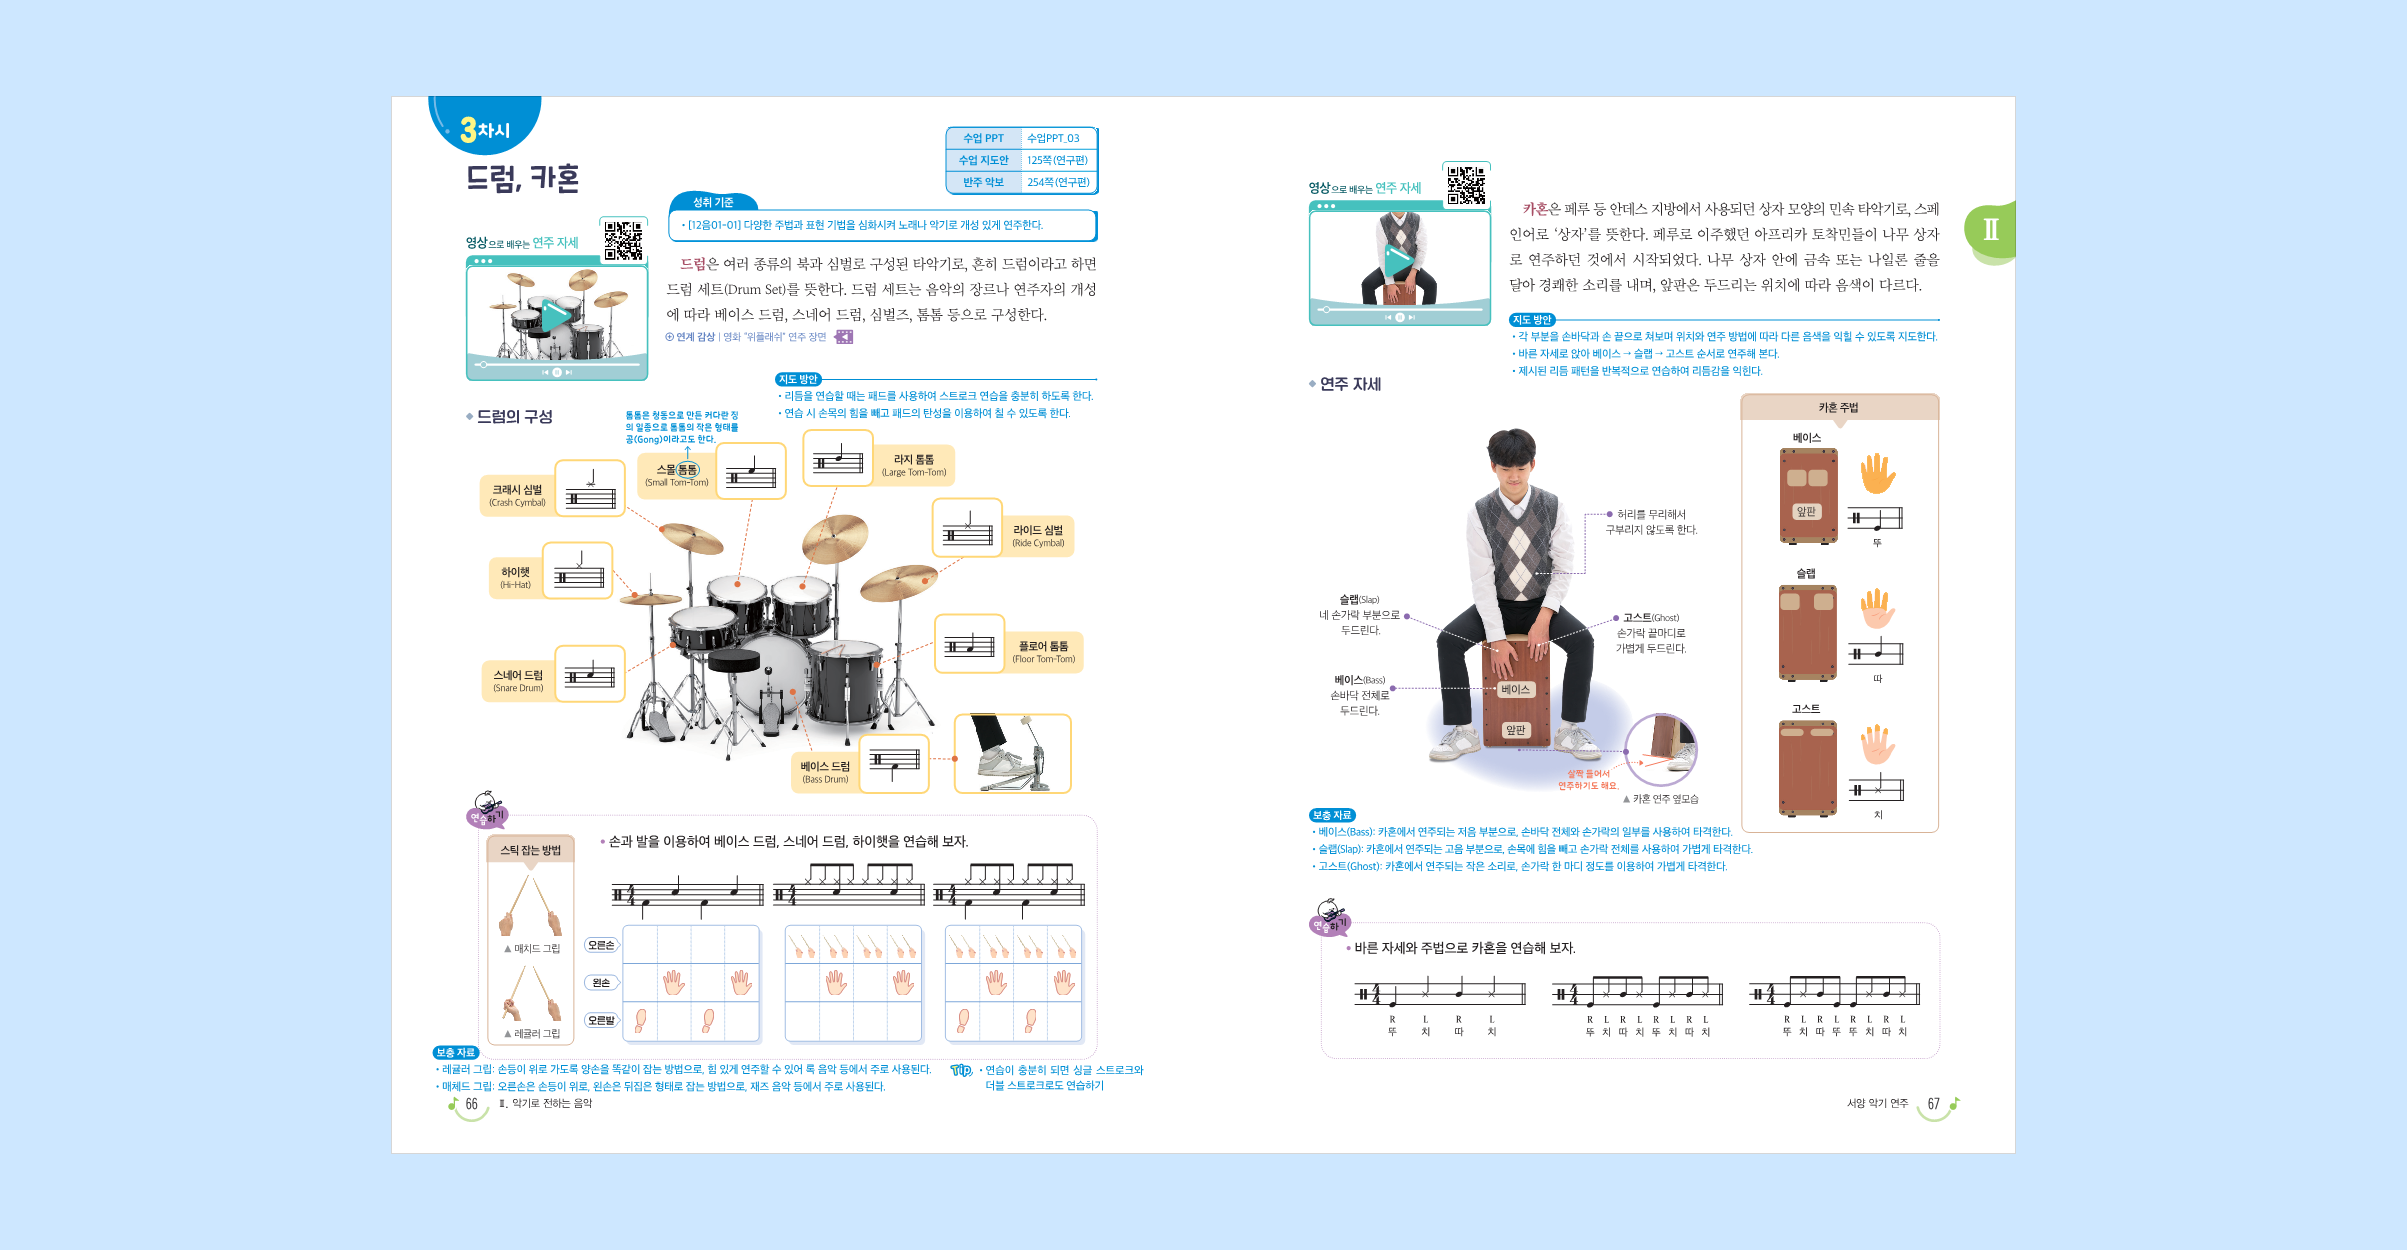 3차시
드럼, 카혼
수업 PPT 수업PPT_03
수업 지도안 125쪽(연구편)
반주 악보 254쪽(연구편)
성취 기준
• [12음01-01] 다양한 주법과 표현 기법을 심화시켜 노래나 악기로 개성 있게 연주한다.
영상으로 배우는 연주 자세
드럼은 여러 종류의 북과 심벌로 구성된 타악기로, 흔히 드럼이라고 하면
드럼 세트(Drum Set)를 뜻한다. 드럼 세트는 음악의 장르나 연주자의 개성
에 따라 베이스 드럼, 스네어 드럼, 심벌즈, 톰톰 등으로 구성한다.
연계 감상 | 영화 "위플래쉬" 연주 장면
지도 방안
• 리듬을 연습할 때는 패드를 사용하여 스트로크 연습을 충분히 하도록 한다.
• 연습 시 손목의 힘을 빼고 패드의 탄성을 이용하여 칠 수 있도록 한다.
드럼의 구성
톰톰은 청동으로 만든 커다란 징
의 일종으로 톰톰의 작은 형태를
공(Gong)이라고도 한다.
크래시 심벌
(Crash Cymbal)
스몰 톰톰
(Small Tom-Tom)
라지 톰톰
(Large Tom-Tom)
라이드 심벌
(Ride Cymbal)
하이햇
(Hi-Hat)
플로어 톰톰
(Floor Tom-Tom)
스네어 드럼
(Snare Drum)
베이스 드럼
(Bass Drum)
연습하기
스틱 잡는 방법
▲ 매치드 그립
▲ 레귤러 그립
• 손과 발을 이용하여 베이스 드럼, 스네어 드럼, 하이햇을 연습해 보자.
오른손
왼손
오른발
보충 자료
• 레귤러 그립: 손등이 위로 가도록 양손을 똑같이 잡는 방법으로, 힘 있게 연주할 수 있어 록 음악 등에서 주로 사용된다.
• 매체드 그립: 오른손은 손등이 위로, 왼손은 뒤집은 형태로 잡는 방법으로, 재즈 음악 등에서 주로 사용된다.
Tip • 연습이 충분히 되면 싱글 스트로크와
더블 스트로크로도 연습하기
66 Ⅱ. 악기로 전하는 음악
영상으로 배우는 연주 자세
카혼은 페루 등 안데스 지방에서 사용되던 상자 모양의 민속 타악기로, 스페
인어로 ‘상자’를 뜻한다. 페루로 이주했던 아프리카 토착민들이 나무 상자
로 연주하던 것에서 시작되었다. 나무 상자 안에 금속 또는 나일론 줄을
달아 경쾌한 소리를 내며, 앞판은 두드리는 위치에 따라 음색이 다르다.
Ⅱ
지도 방안
• 각 부분을 손바닥과 손 끝으로 쳐보며 위치와 연주 방법에 따라 다른 음색을 익힐 수 있도록 지도한다.
• 바른 자세로 앉아 베이스 → 슬랩 → 고스트 순서로 연주해 본다.
• 제시된 리듬 패턴을 반복적으로 연습하여 리듬감을 익힌다.
연주 자세
허리를 무리해서
구부리지 않도록 한다.
슬랩(Slap)
네 손가락 부분으로
두드린다.
고스트(Ghost)
손가락 끝마디로
가볍게 두드린다.
베이스(Bass)
손바닥 전체로
두드린다.
베이스
앞판
살짝 들어서
연주하기도 해요.
▲ 카혼 연주 옆모습
카혼 주법
베이스
앞판
뚜
슬랩
따
고스트
치
보충 자료
• 베이스(Bass): 카혼에서 연주되는 저음 부분으로, 손바닥 전체와 손가락의 일부를 사용하여 타격한다.
• 슬랩(Slap): 카혼에서 연주되는 고음 부분으로, 손목에 힘을 빼고 손가락 전체를 사용하여 가볍게 타격한다.
• 고스트(Ghost): 카혼에서 연주되는 작은 소리로, 손가락 한 마디 정도를 이용하여 가볍게 타격한다.
연습하기
• 바른 자세와 주법으로 카혼을 연습해 보자.
R L R L
뚜 치 따 치
R L R L R L R L
뚜 치 따 치 뚜 치 따 치
R L R L R L R L
뚜 치 따 뚜 뚜 치 따 치
서양 악기 연주 67